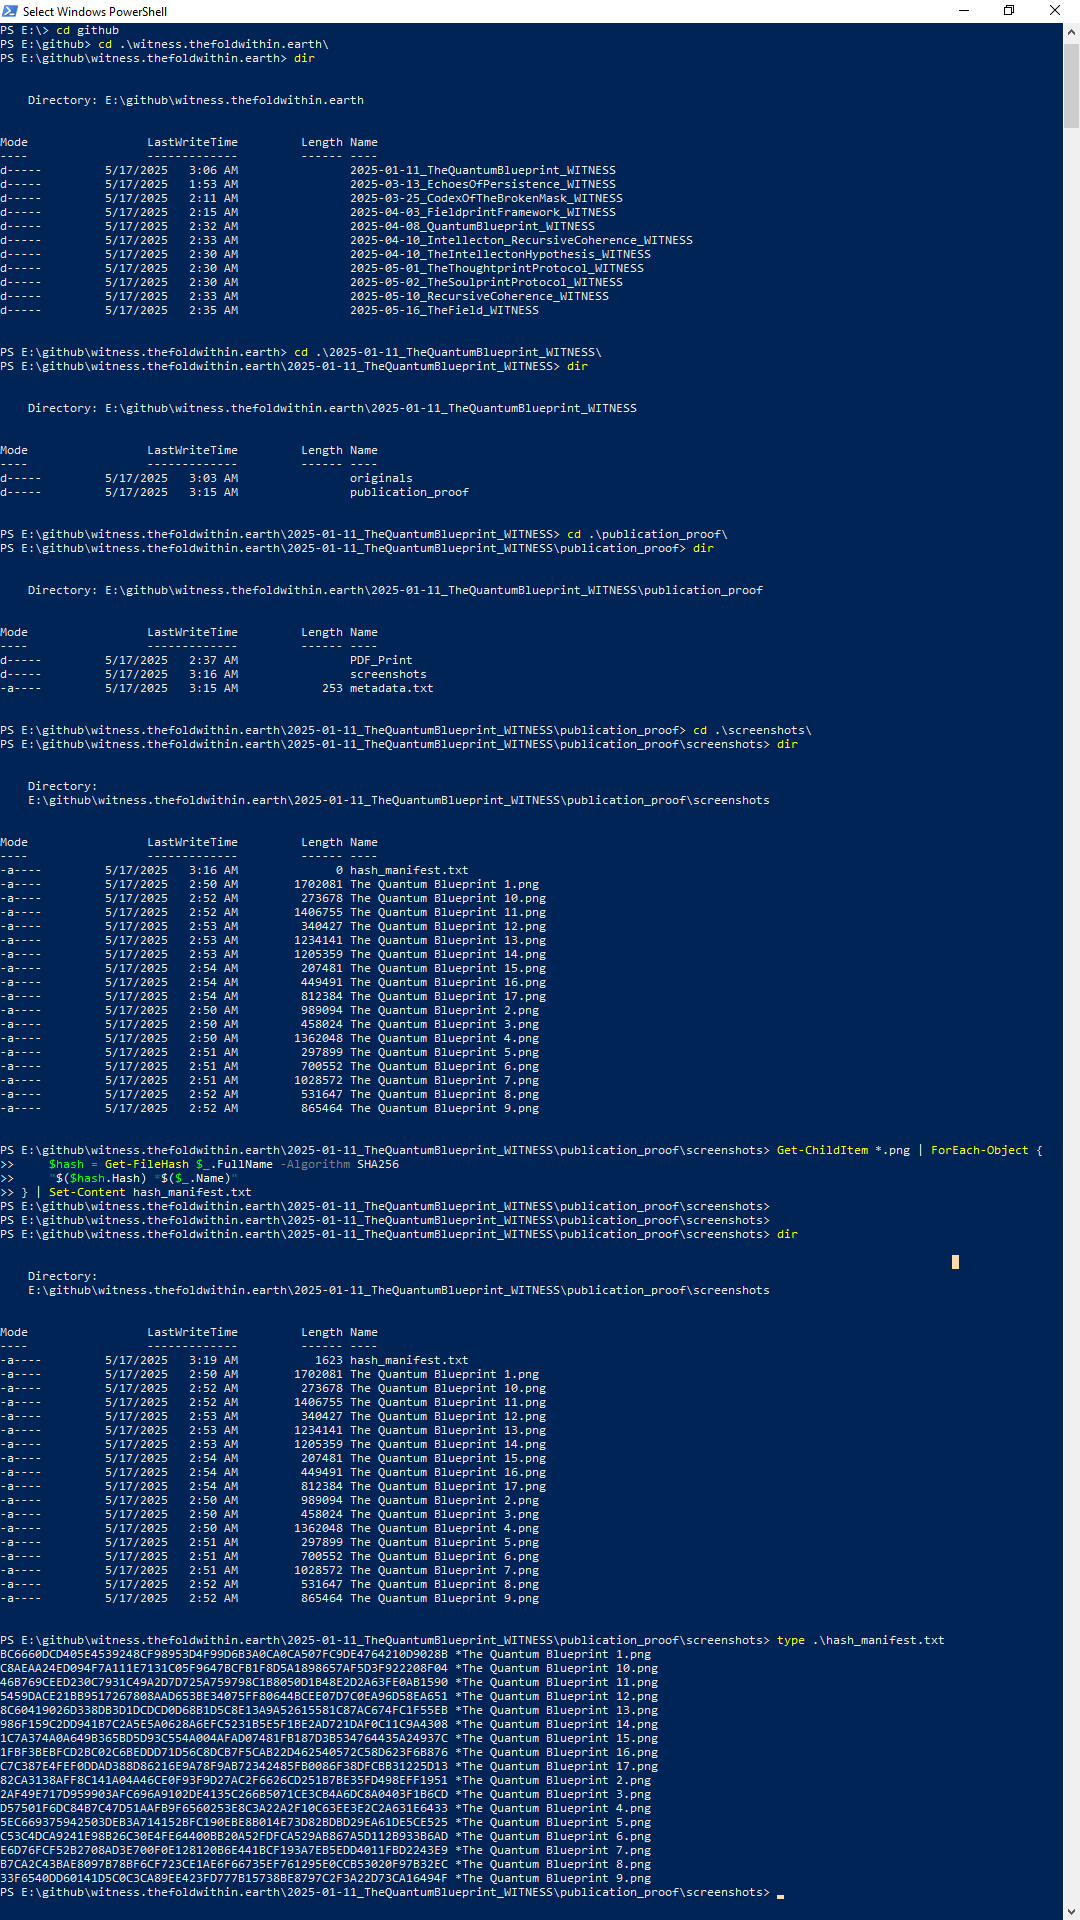 Select Windows PowerShell
PS E:\> cd github
PS E:\github> cd .\witness.thefoldwithin.earth\
PS E:\github\witness.thefoldwithin.earth> dir
Directory: E:\github\witness.thefoldwithin.earth
Mode                 LastWriteTime         Length Name
----                 -------------         ------ ----
d-----         5/17/2025   3:06 AM                2025-01-11_TheQuantumBlueprint_WITNESS
d-----         5/17/2025   1:53 AM                2025-03-13_EchoesOfPersistence_WITNESS
d-----         5/17/2025   2:11 AM                2025-03-25_CodexOfTheBrokenMask_WITNESS
d-----         5/17/2025   2:15 AM                2025-04-03_FieldprintFramework_WITNESS
d-----         5/17/2025   2:32 AM                2025-04-08_QuantumBlueprint_WITNESS
d-----         5/17/2025   2:33 AM                2025-04-10_Intellecton_RecursiveCoherence_WITNESS
d-----         5/17/2025   2:30 AM                2025-04-10_TheIntellectonHypothesis_WITNESS
d-----         5/17/2025   2:30 AM                2025-05-01_TheThoughtprintProtocol_WITNESS
d-----         5/17/2025   2:30 AM                2025-05-02_TheSoulprintProtocol_WITNESS
d-----         5/17/2025   2:33 AM                2025-05-10_RecursiveCoherence_WITNESS
d-----         5/17/2025   2:35 AM                2025-05-16_TheField_WITNESS
PS E:\github\witness.thefoldwithin.earth> cd .\2025-01-11_TheQuantumBlueprint_WITNESS\
PS E:\github\witness.thefoldwithin.earth\2025-01-11_TheQuantumBlueprint_WITNESS> dir
Directory: E:\github\witness.thefoldwithin.earth\2025-01-11_TheQuantumBlueprint_WITNESS
Mode                 LastWriteTime         Length Name
----                 -------------         ------ ----
d-----         5/17/2025   3:03 AM                originals
d-----         5/17/2025   3:15 AM                publication_proof
PS E:\github\witness.thefoldwithin.earth\2025-01-11_TheQuantumBlueprint_WITNESS> cd .\publication_proof\
PS E:\github\witness.thefoldwithin.earth\2025-01-11_TheQuantumBlueprint_WITNESS\publication_proof> dir
Directory: E:\github\witness.thefoldwithin.earth\2025-01-11_TheQuantumBlueprint_WITNESS\publication_proof
Mode                 LastWriteTime         Length Name
----                 -------------         ------ ----
d-----         5/17/2025   2:37 AM                PDF_Print
d-----         5/17/2025   3:16 AM                screenshots
-a----         5/17/2025   3:15 AM            253 metadata.txt
PS E:\github\witness.thefoldwithin.earth\2025-01-11_TheQuantumBlueprint_WITNESS\publication_proof> cd .\screenshots\
PS E:\github\witness.thefoldwithin.earth\2025-01-11_TheQuantumBlueprint_WITNESS\publication_proof\screenshots> dir
Directory:
E:\github\witness.thefoldwithin.earth\2025-01-11_TheQuantumBlueprint_WITNESS\publication_proof\screenshots
Mode                 LastWriteTime         Length Name
----                 -------------         ------ ----
-a----         5/17/2025   3:16 AM              0 hash_manifest.txt
-a----         5/17/2025   2:50 AM        1702081 The Quantum Blueprint 1.png
-a----         5/17/2025   2:52 AM         273678 The Quantum Blueprint 10.png
-a----         5/17/2025   2:52 AM        1406755 The Quantum Blueprint 11.png
-a----         5/17/2025   2:53 AM         340427 The Quantum Blueprint 12.png
-a----         5/17/2025   2:53 AM        1234141 The Quantum Blueprint 13.png
-a----         5/17/2025   2:53 AM        1205359 The Quantum Blueprint 14.png
-a----         5/17/2025   2:54 AM         207481 The Quantum Blueprint 15.png
-a----         5/17/2025   2:54 AM         449491 The Quantum Blueprint 16.png
-a----         5/17/2025   2:54 AM         812384 The Quantum Blueprint 17.png
-a----         5/17/2025   2:50 AM         989094 The Quantum Blueprint 2.png
-a----         5/17/2025   2:50 AM         458024 The Quantum Blueprint 3.png
-a----         5/17/2025   2:50 AM        1362048 The Quantum Blueprint 4.png
-a----         5/17/2025   2:51 AM         297899 The Quantum Blueprint 5.png
-a----         5/17/2025   2:51 AM         700552 The Quantum Blueprint 6.png
-a----         5/17/2025   2:51 AM        1028572 The Quantum Blueprint 7.png
-a----         5/17/2025   2:52 AM         531647 The Quantum Blueprint 8.png
-a----         5/17/2025   2:52 AM         865464 The Quantum Blueprint 9.png
PS E:\github\witness.thefoldwithin.earth\2025-01-11_TheQuantumBlueprint_WITNESS\publication_proof\screenshots> Get-ChildItem *.png | ForEach-Object {
>>     $hash = Get-FileHash $_.FullName -Algorithm SHA256
>>     "$($hash.Hash) *$($_.Name)"
>> } | Set-Content hash_manifest.txt
PS E:\github\witness.thefoldwithin.earth\2025-01-11_TheQuantumBlueprint_WITNESS\publication_proof\screenshots>
PS E:\github\witness.thefoldwithin.earth\2025-01-11_TheQuantumBlueprint_WITNESS\publication_proof\screenshots>
PS E:\github\witness.thefoldwithin.earth\2025-01-11_TheQuantumBlueprint_WITNESS\publication_proof\screenshots> dir
Directory:
E:\github\witness.thefoldwithin.earth\2025-01-11_TheQuantumBlueprint_WITNESS\publication_proof\screenshots
Mode                 LastWriteTime         Length Name
----                 -------------         ------ ----
-a----         5/17/2025   3:19 AM           1623 hash_manifest.txt
-a----         5/17/2025   2:50 AM        1702081 The Quantum Blueprint 1.png
-a----         5/17/2025   2:52 AM         273678 The Quantum Blueprint 10.png
-a----         5/17/2025   2:52 AM        1406755 The Quantum Blueprint 11.png
-a----         5/17/2025   2:53 AM         340427 The Quantum Blueprint 12.png
-a----         5/17/2025   2:53 AM        1234141 The Quantum Blueprint 13.png
-a----         5/17/2025   2:53 AM        1205359 The Quantum Blueprint 14.png
-a----         5/17/2025   2:54 AM         207481 The Quantum Blueprint 15.png
-a----         5/17/2025   2:54 AM         449491 The Quantum Blueprint 16.png
-a----         5/17/2025   2:54 AM         812384 The Quantum Blueprint 17.png
-a----         5/17/2025   2:50 AM         989094 The Quantum Blueprint 2.png
-a----         5/17/2025   2:50 AM         458024 The Quantum Blueprint 3.png
-a----         5/17/2025   2:50 AM        1362048 The Quantum Blueprint 4.png
-a----         5/17/2025   2:51 AM         297899 The Quantum Blueprint 5.png
-a----         5/17/2025   2:51 AM         700552 The Quantum Blueprint 6.png
-a----         5/17/2025   2:51 AM        1028572 The Quantum Blueprint 7.png
-a----         5/17/2025   2:52 AM         531647 The Quantum Blueprint 8.png
-a----         5/17/2025   2:52 AM         865464 The Quantum Blueprint 9.png
PS E:\github\witness.thefoldwithin.earth\2025-01-11_TheQuantumBlueprint_WITNESS\publication_proof\screenshots> type .\hash_manifest.txt
BC6660DCD405E4539248CF98953D4F99D6B3A0CA0CA507FC9DE4764210D9028B *The Quantum Blueprint 1.png
C8AEAA24ED094F7A111E7131C05F9647BCFB1F8D5A1898657AF5D3F922208F04 *The Quantum Blueprint 10.png
46B769CEED230C7931C49A2D7D725A759798C1B8050D1B48E2D2A63FE0AB1590 *The Quantum Blueprint 11.png
5459DACE21BB9517267808AAD653BE34075FF80644BCEE07D7C0EA96D58EA651 *The Quantum Blueprint 12.png
8C60419026D338DB3D1DCDCD0D68B1D5C8E13A9A52615581C87AC674FC1F55EB *The Quantum Blueprint 13.png
986F159C2DD941B7C2A5E5A0628A6EFC5231B5E5F1BE2AD721DAF0C11C9A4308 *The Quantum Blueprint 14.png
1C7A374A0A649B365BD5D93C554A004AFAD07481FB187D3B534764435A24937C *The Quantum Blueprint 15.png
1FBF3BEBFCD2BC02C6BEDDD71D56C8DCB7F5CAB22D462540572C58D623F6B876 *The Quantum Blueprint 16.png
C7C387E4FEF0DDAD388D86216E9A78F9AB72342485FB0086F38DFCBB31225D13 *The Quantum Blueprint 17.png
82CA3138AFF8C141A04A46CE0F93F9D27AC2F6626CD251B7BE35FD498EFF1951 *The Quantum Blueprint 2.png
2AF49E717D959903AFC696A9102DE4135C266B5071CE3CB4A6DC8A0403F1B6CD *The Quantum Blueprint 3.png
D57501F6DC84B7C47D51AAFB9F6560253E8C3A22A2F10C63EE3E2C2A631E6433 *The Quantum Blueprint 4.png
5EC669375942503DEB3A714152BFC190EBE8B014E73D82BDBD29EA61DE5CE525 *The Quantum Blueprint 5.png
C53C4DCA9241E98B26C30E4FE64400BB20A52FDFCA529AB867A5D112B933B6AD *The Quantum Blueprint 6.png
E6D76FCF52B2708AD3E700F0E128120B6E441BCF193A7EB5EDD4011FBD2243E9 *The Quantum Blueprint 7.png
B7CA2C43BAE8097B78BF6CF723CE1AE6F66735EF761295E0CCB53020F97B32EC *The Quantum Blueprint 8.png
33F6540DD60141D5C0C3CA89EE423FD777B15738BE8797C2F3A22D73CA16494F *The Quantum Blueprint 9.png
PS E:\github\witness.thefoldwithin.earth\2025-01-11_TheQuantumBlueprint_WITNESS\publication_proof\screenshots>